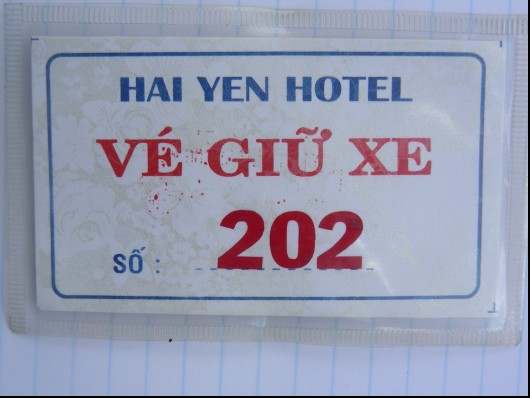 HAI YEN HOTEL
VÉ GIỮ XE
SỐ : 202